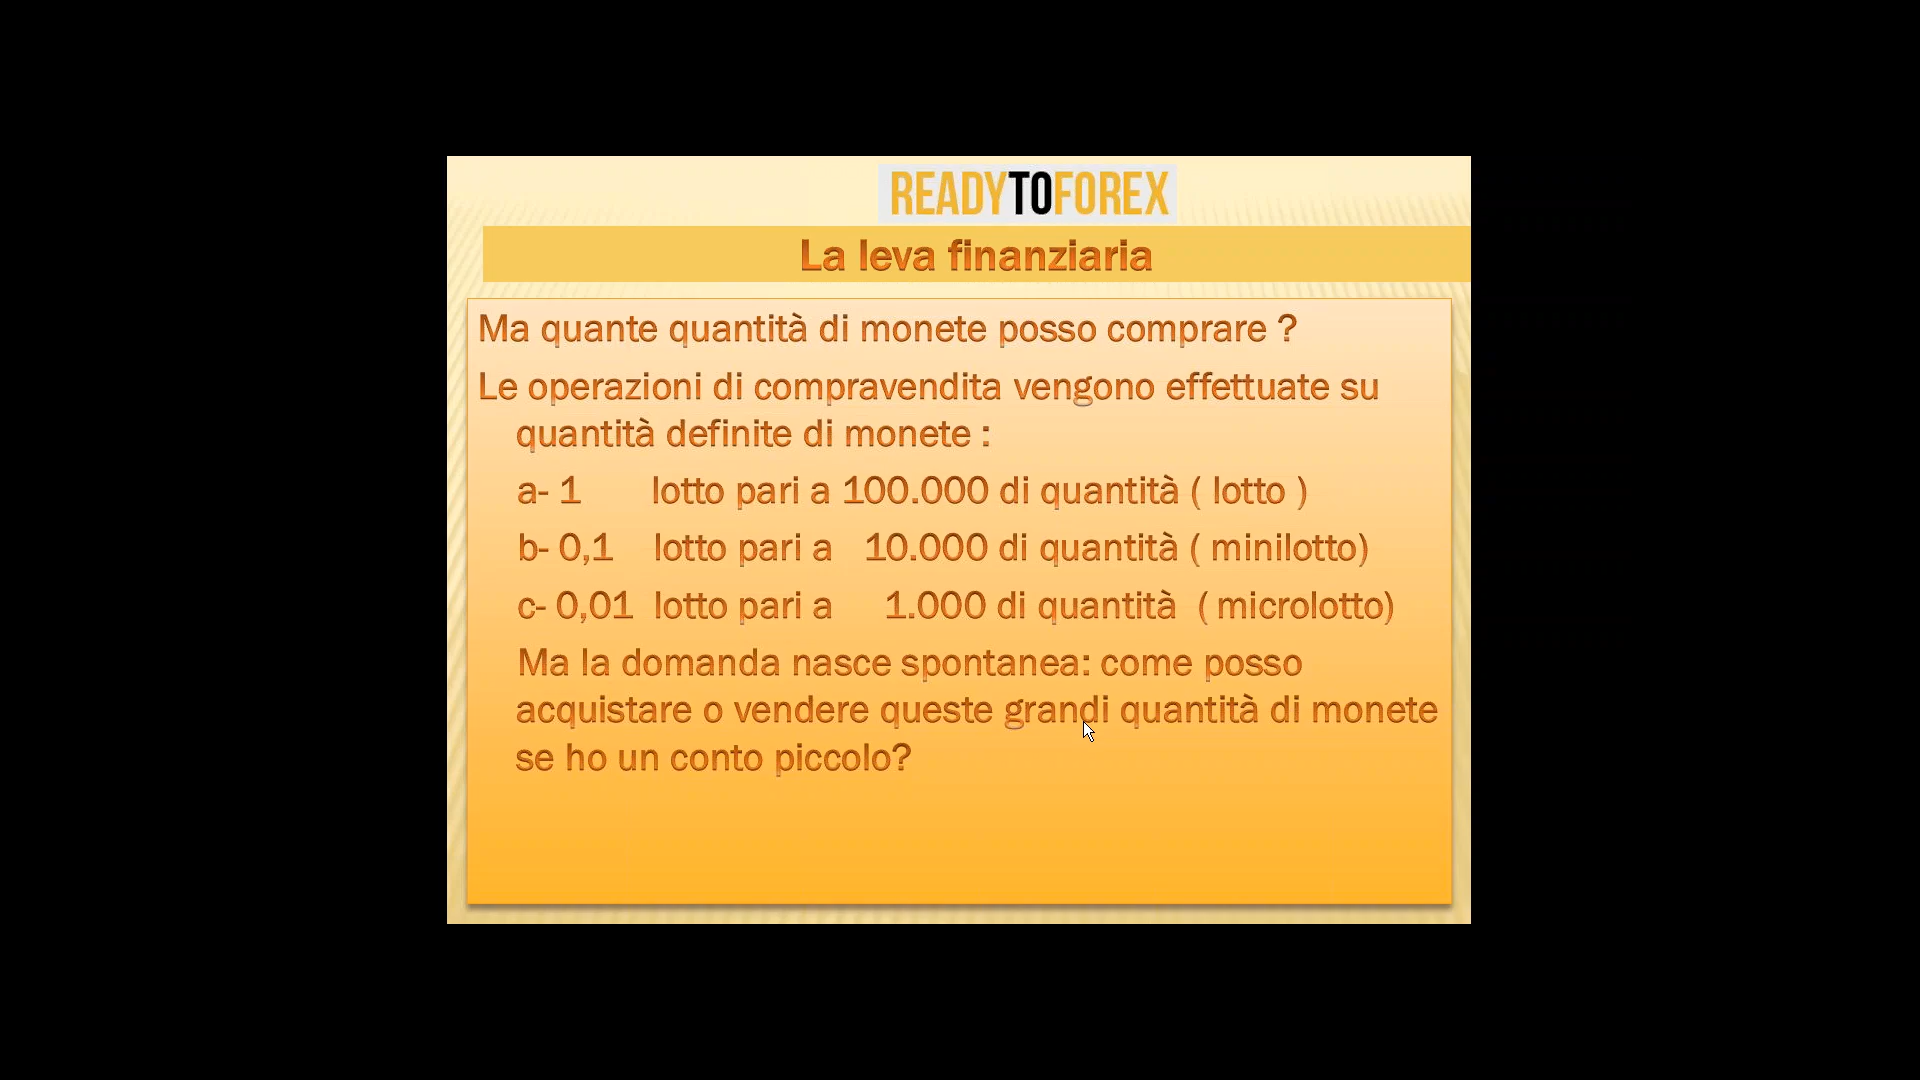 READYTOFOREX
La leva finanziaria
Ma quante quantità di monete posso comprare ?
Le operazioni di compravendita vengono effettuate su
quantità definite di monete :
a- 1 lotto pari a 100.000 di quantità ( lotto )
b- 0,1 lotto pari a 10.000 di quantità ( minilotto)
c- 0,01 lotto pari a 1.000 di quantità ( microlotto)
Ma la domanda nasce spontanea: come posso
acquistare o vendere queste grandi quantità di monete
se ho un conto piccolo?